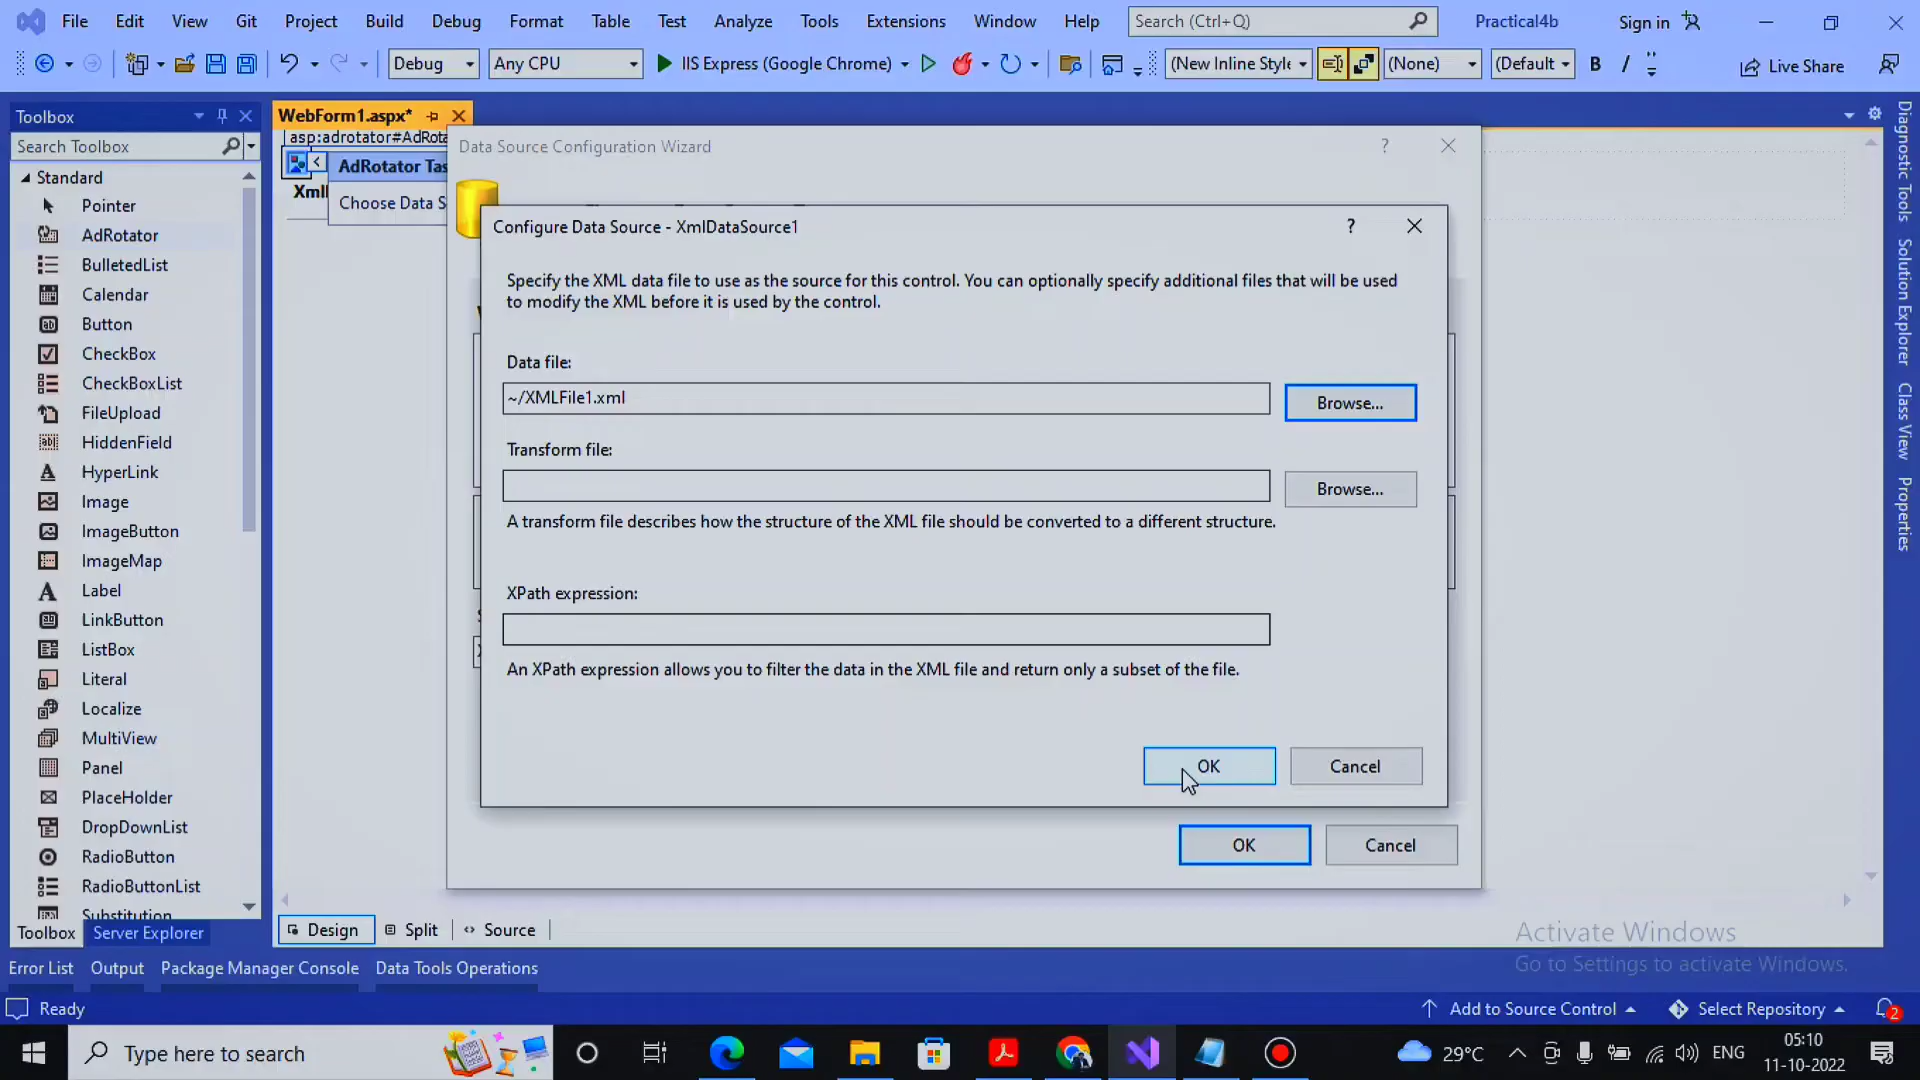 File Edit View Git Project Build Debug Format Table Test Analyze Tools Extensions Window Help Search (Ctrl+Q) Practical4b Sign in
Debug Any CPU IIS Express (Google Chrome) (New Inline Style (None) (Default B I Live Share
Toolbox
Search Toolbox
Standard
Pointer
AdRotator
BulletedList
Calendar
Button
CheckBox
CheckBoxList
FileUpload
HiddenField
HyperLink
Image
ImageButton
ImageMap
Label
LinkButton
ListBox
Literal
Localize
MultiView
Panel
PlaceHolder
DropDownList
RadioButton
RadioButtonList
Substitution
Toolbox Server Explorer
WebForm1.aspx*
asp:adrotator#AdRota
AdRotator Tas
Choose Data S
Xml
Data Source Configuration Wizard ?
Configure Data Source - XmlDataSource1 ?
Specify the XML data file to use as the source for this control. You can optionally specify additional files that will be used
to modify the XML before it is used by the control.
Data file:
~/XMLFile1.xml Browse...
Transform file:
Browse...
A transform file describes how the structure of the XML file should be converted to a different structure.
XPath expression:
An XPath expression allows you to filter the data in the XML file and return only a subset of the file.
OK Cancel
OK Cancel
Design Split Source
Diagnostic Tools
Solution Explorer
Class View
Properties
Activate Windows
Go to Settings to activate Windows.
Error List Output Package Manager Console Data Tools Operations
Ready Add to Source Control Select Repository 2
Type here to search 29°C ENG 05:10
11-10-2022